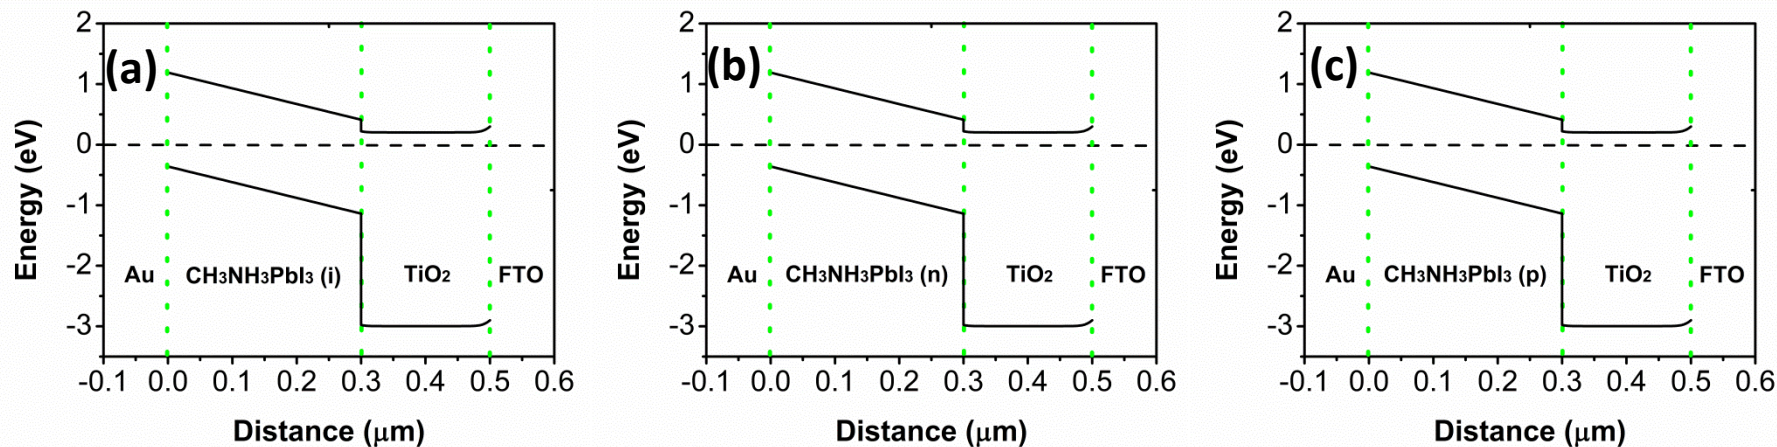 (a)
2
1
0
-1
-2
-3
Energy (eV)
Au
CH₃NH₃PbI₃ (i)
TiO₂
FTO
-0.1 0.0 0.1 0.2 0.3 0.4 0.5 0.6
Distance (μm)
(b)
2
1
0
-1
-2
-3
Energy (eV)
Au
CH₃NH₃PbI₃ (n)
TiO₂
FTO
-0.1 0.0 0.1 0.2 0.3 0.4 0.5 0.6
Distance (μm)
(c)
2
1
0
-1
-2
-3
Energy (eV)
Au
CH₃NH₃PbI₃ (p)
TiO₂
FTO
-0.1 0.0 0.1 0.2 0.3 0.4 0.5 0.6
Distance (μm)